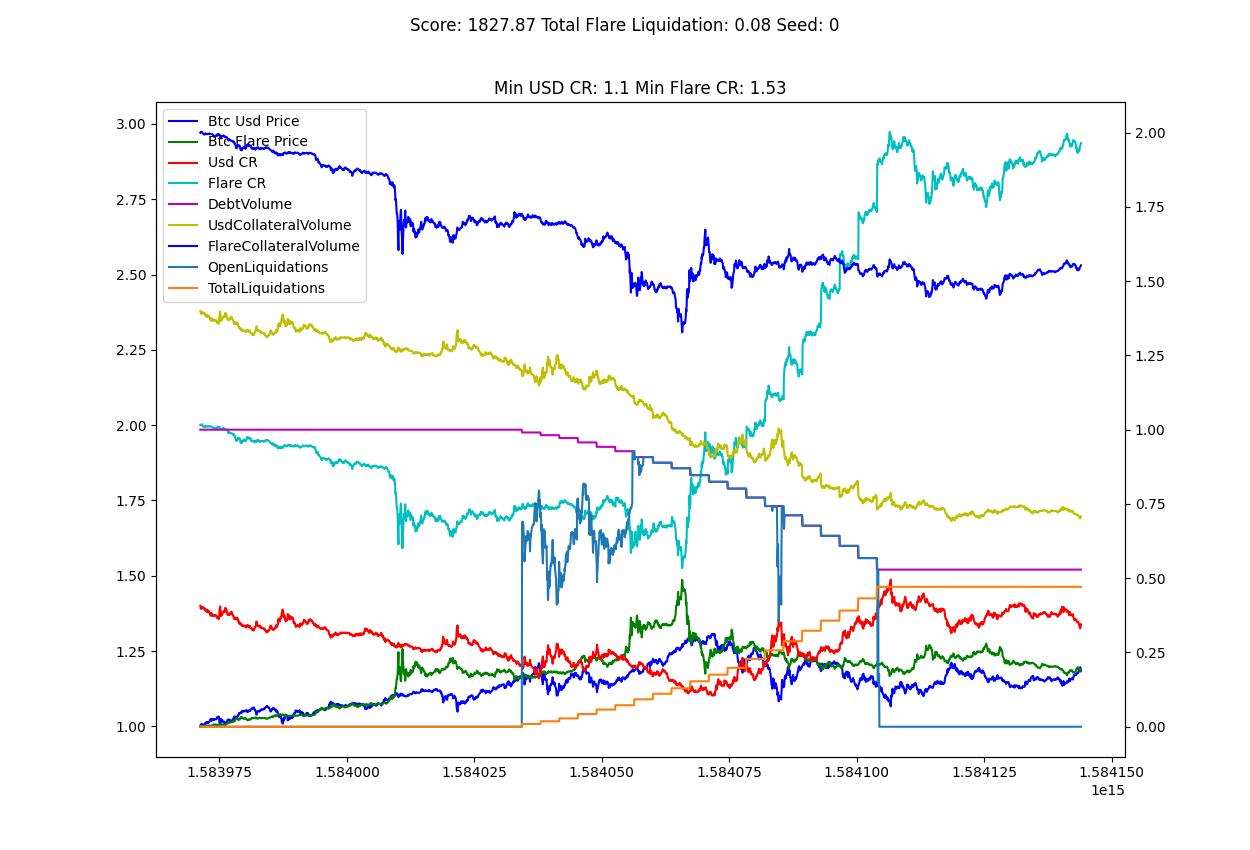 Score: 1827.87 Total Flare Liquidation: 0.08 Seed: 0
Min USD CR: 1.1 Min Flare CR: 1.53
3.00
2.75
2.50
2.25
2.00
1.75
1.50
1.25
1.00
Btc Usd Price
Btc Flare Price
Usd CR
Flare CR
DebtVolume
UsdCollateralVolume
FlareCollateralVolume
OpenLiquidations
TotalLiquidations
2.00
1.75
1.50
1.25
1.00
0.75
0.50
0.25
0.00
1.583975 1.584000 1.584025 1.584050 1.584075 1.584100 1.584125 1.584150
1e15